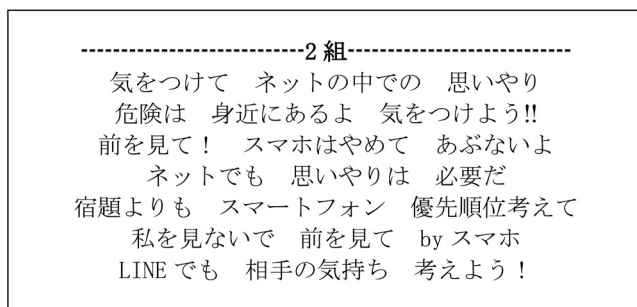 ----------------------------2 組----------------------------
気をつけて　ネットの中での　思いやり
危険は　身近にあるよ　気をつけよう!!
前を見て！　スマホはやめて　あぶないよ
ネットでも　思いやりは　必要だ
宿題よりも　スマートフォン　優先順位考えて
私を見ないで　前を見て　by スマホ
LINE でも　相手の気持ち　考えよう！